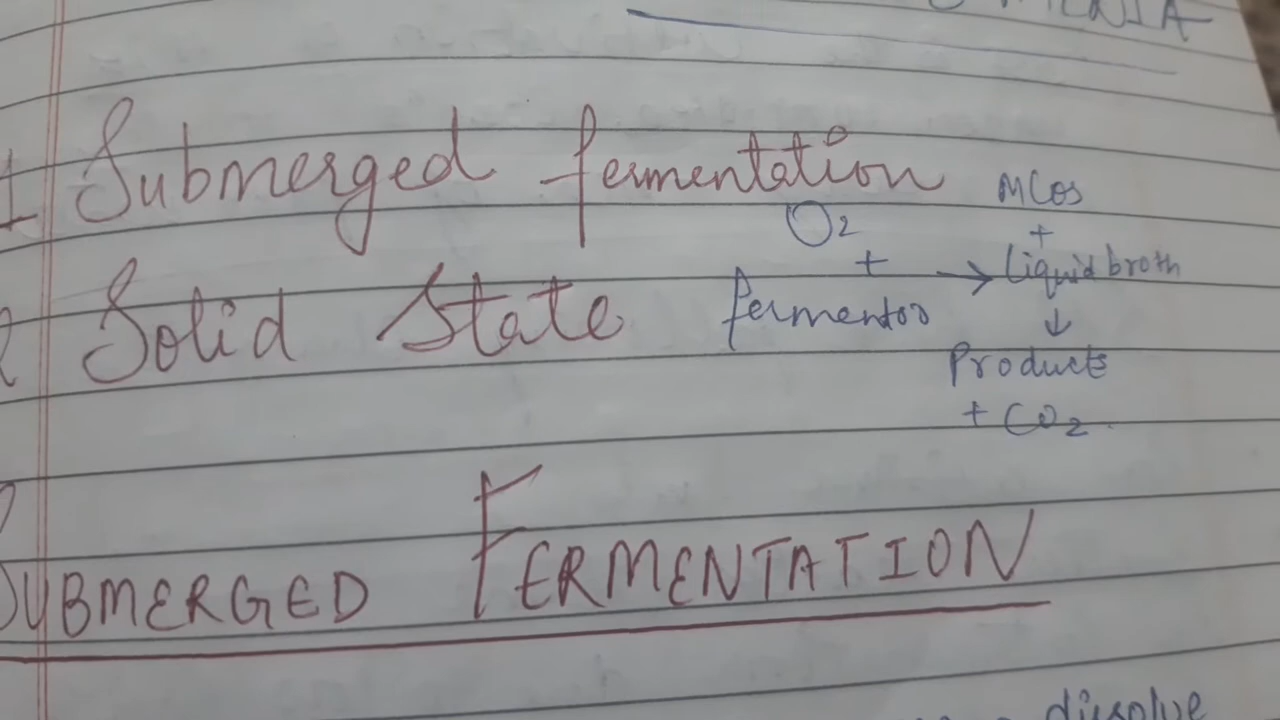 1 Submerged fermentation
2 Solid State
O2
+
fermentor
→
MCos
+
liquid broth
↓
Products
+ CO2
SUBMERGED FERMENTATION
dissolve